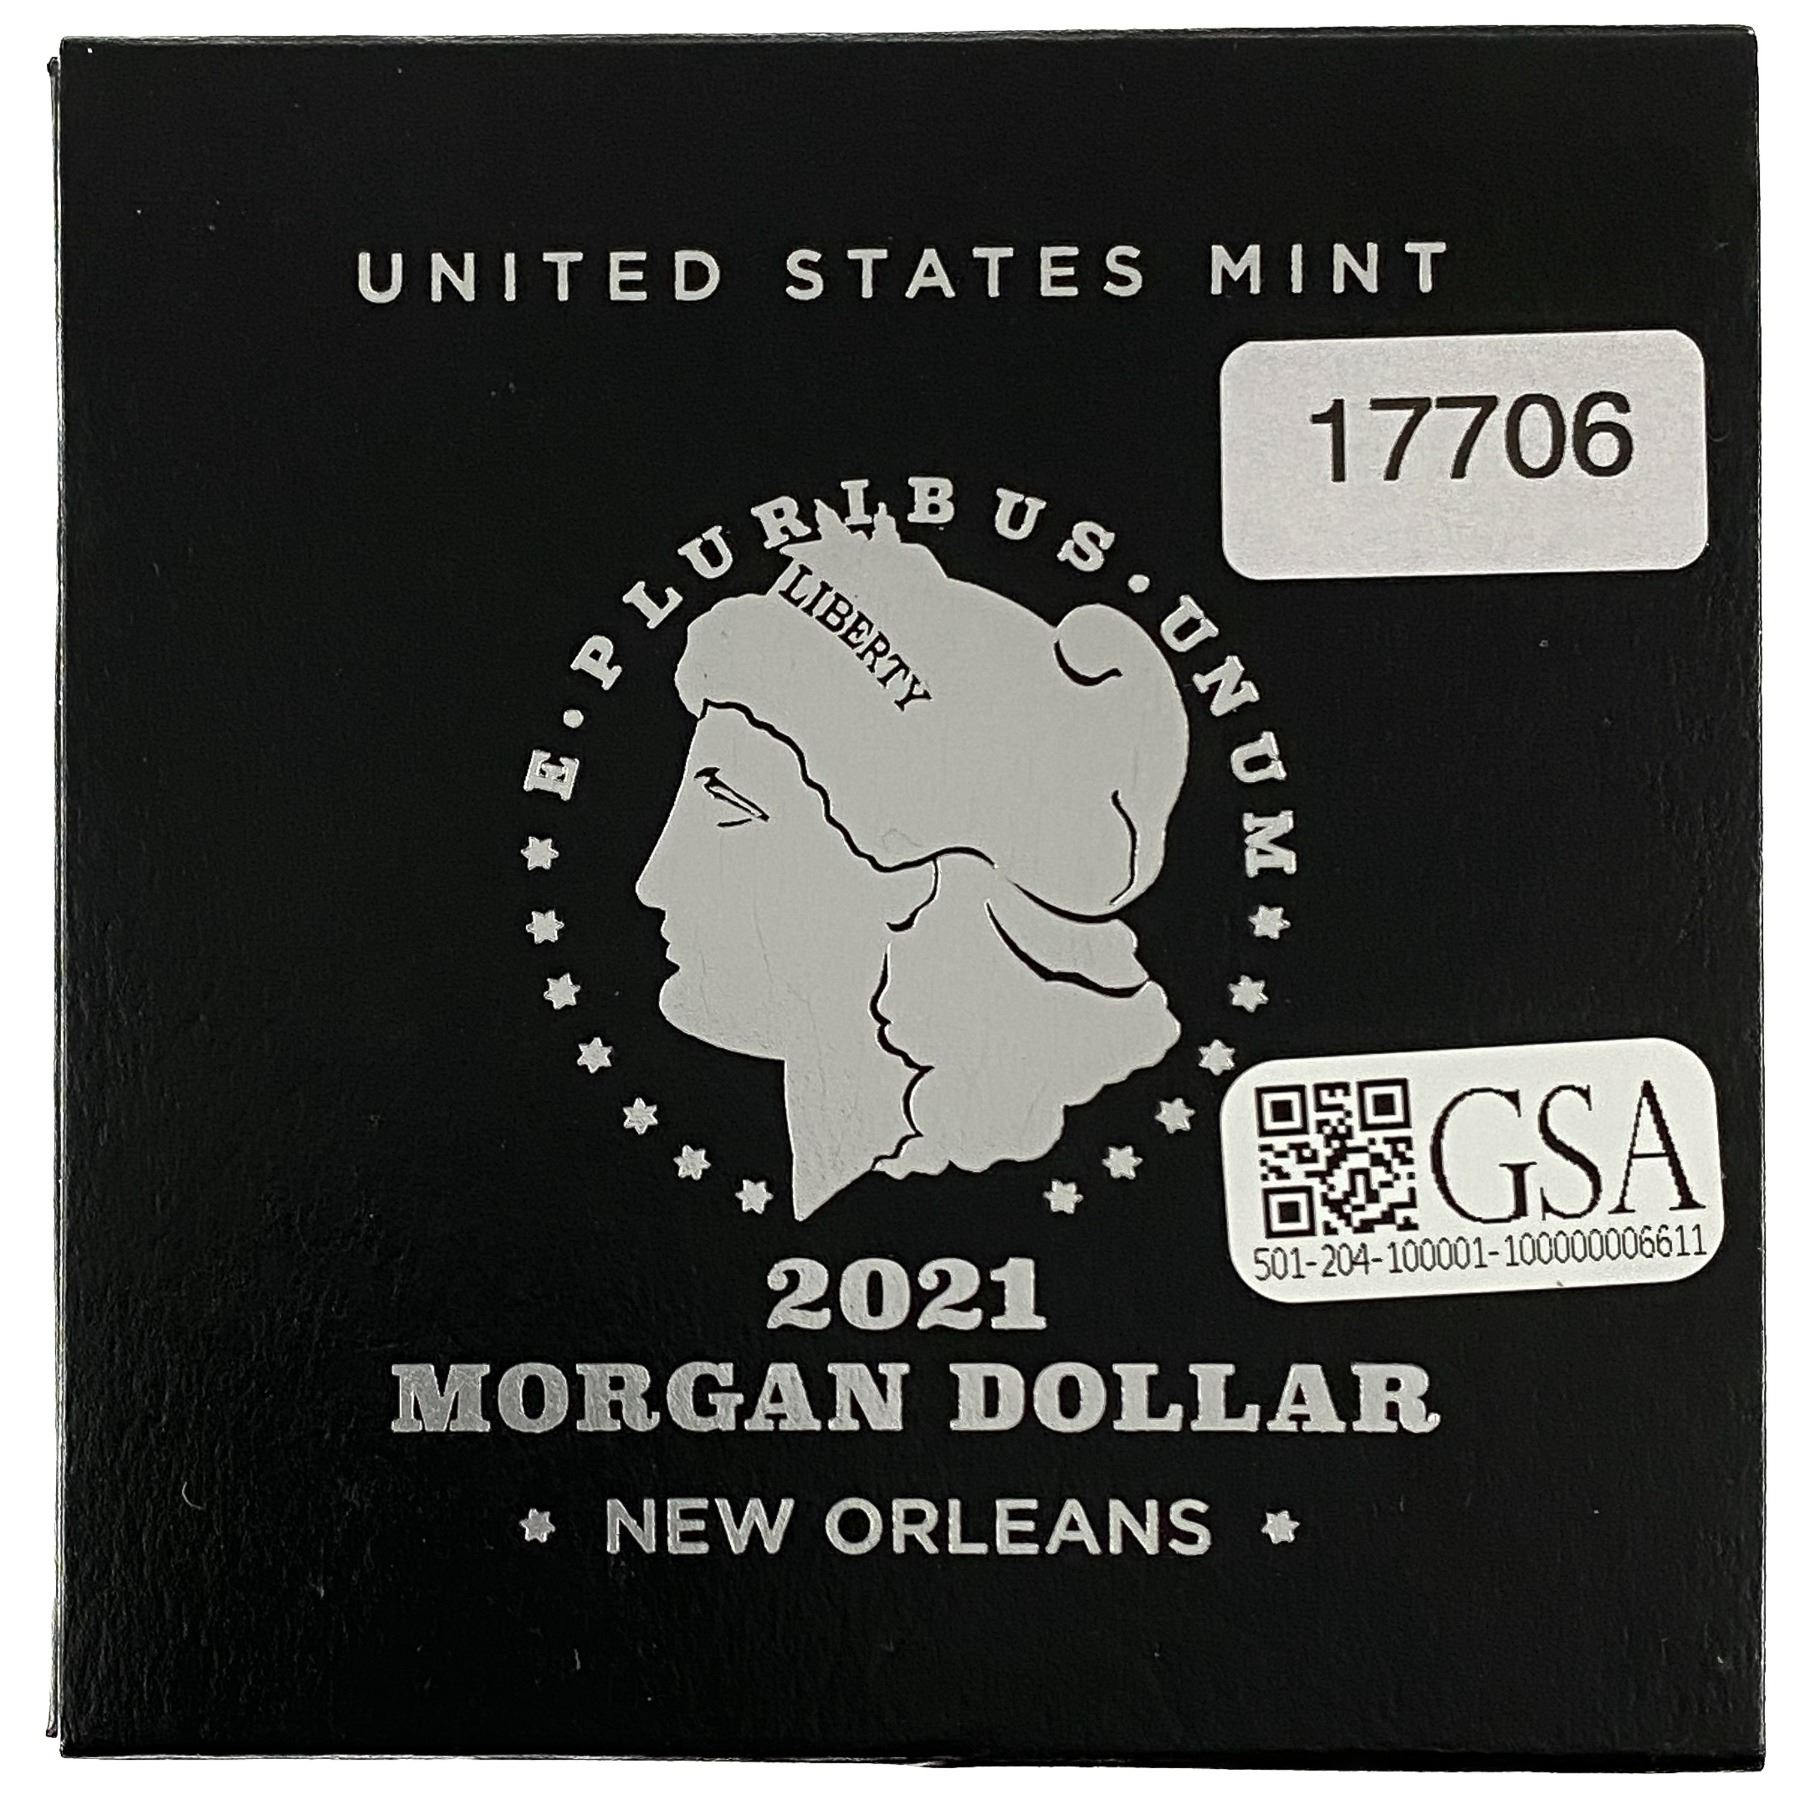 UNITED STATES MINT
17706
E·PLURIBUS·UNUM
LIBERTY
GSA
501-204-100001-100000006611
2021
MORGAN DOLLAR
NEW ORLEANS